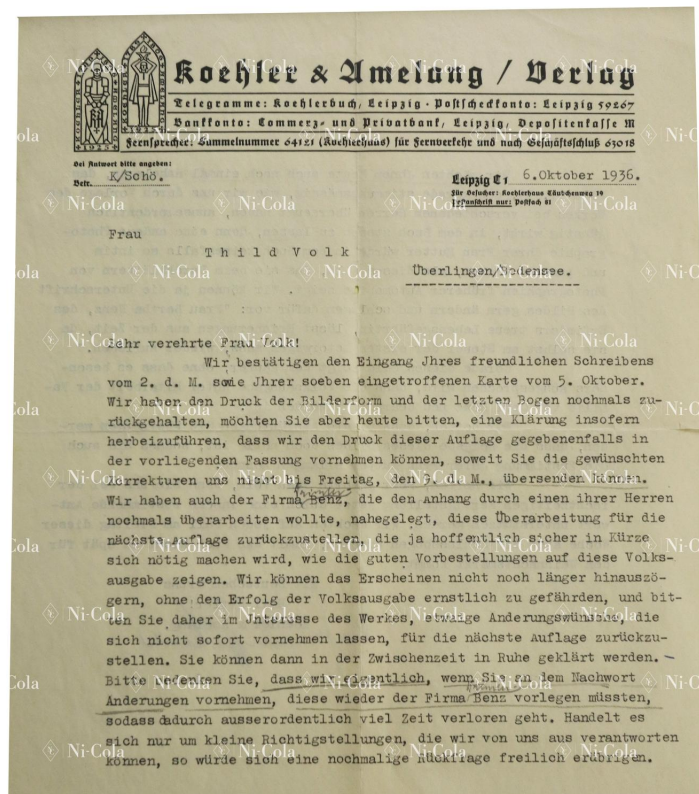 Koehler & Amelang / Verlag
Telegramme: Koehlerbuch, Leipzig · Postscheckkonto: Leipzig 59267
Bankkonto: Commerz- und Privatbank, Leipzig, Depositenkasse M
Fernsprecher: Summelnummer 64121 (Koehlerhaus) für Fernverkehr und nach Geschäftsschluß 63018
Bei Antwort bitte angeben:
Betr. K/Schö.
Leipzig C 1 6.Oktober 1936.
Für Besucher: Koehlerhaus Täubchenweg 19
Postanschrift nur: Postfach 81
Frau
Thild Volk
Überlingen/Bodensee.
Sehr verehrte Frau Volk!
Wir bestätigen den Eingang Jhres freundlichen Schreibens
vom 2. d. M. sowie Jhrer soeben eingetroffenen Karte vom 5. Oktober.
Wir haben den Druck der Bilderform und der letzten Bogen nochmals zu-
rückgehalten, möchten Sie aber heute bitten, eine Klärung insofern
herbeizuführen, dass wir den Druck dieser Auflage gegebenenfalls in
der vorliegenden Fassung vornehmen können, soweit Sie die gewünschten
Korrekturen uns nicht bis Freitag, den 9. d. M., übersenden können.
Wir haben auch der Firma Benz, die den Anhang durch einen ihrer Herren
nochmals überarbeiten wollte, nahegelegt, diese Überarbeitung für die
nächste Auflage zurückzustellen, die ja hoffentlich sicher in Kürze
sich nötig machen wird, wie die guten Vorbestellungen auf diese Volks-
ausgabe zeigen. Wir können das Erscheinen nicht noch länger hinauszö-
gern, ohne den Erfolg der Volksausgabe ernstlich zu gefährden, und bit-
ten Sie daher im Jnteresse des Werkes, etwaige Änderungswünsche, die
sich nicht sofort vornehmen lassen, für die nächste Auflage zurückzu-
stellen. Sie können dann in der Zwischenzeit in Ruhe geklärt werden. –
Bitte bedenken Sie, dass wir eigentlich, wenn Sie an dem Nachwort
Änderungen vornehmen, diese wieder der Firma Benz vorlegen müssten,
sodass dadurch ausserordentlich viel Zeit verloren geht. Handelt es
sich nur um kleine Richtigstellungen, die wir von uns aus verantworten
können, so würde sich eine nochmalige Rückfrage freilich erübrigen.
Ni-Cola